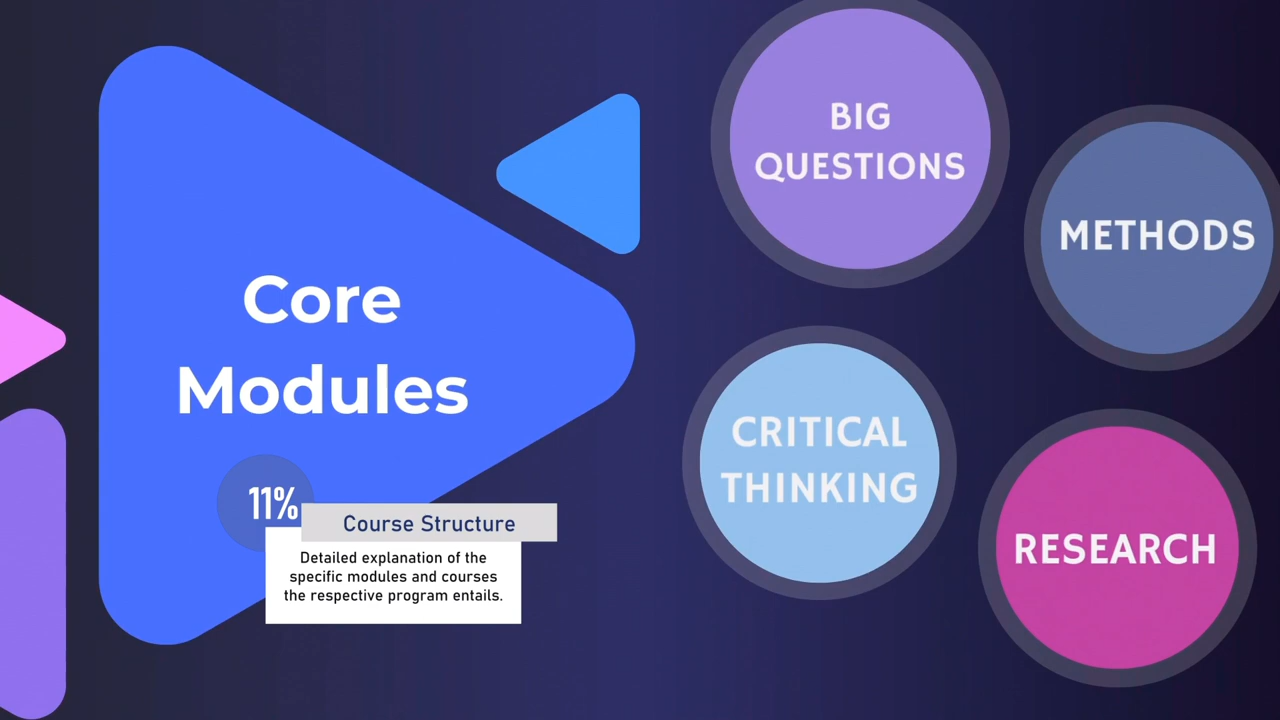 Core
Modules
11%
Course Structure
Detailed explanation of the
specific modules and courses
the respective program entails.
BIG
QUESTIONS
METHODS
CRITICAL
THINKING
RESEARCH